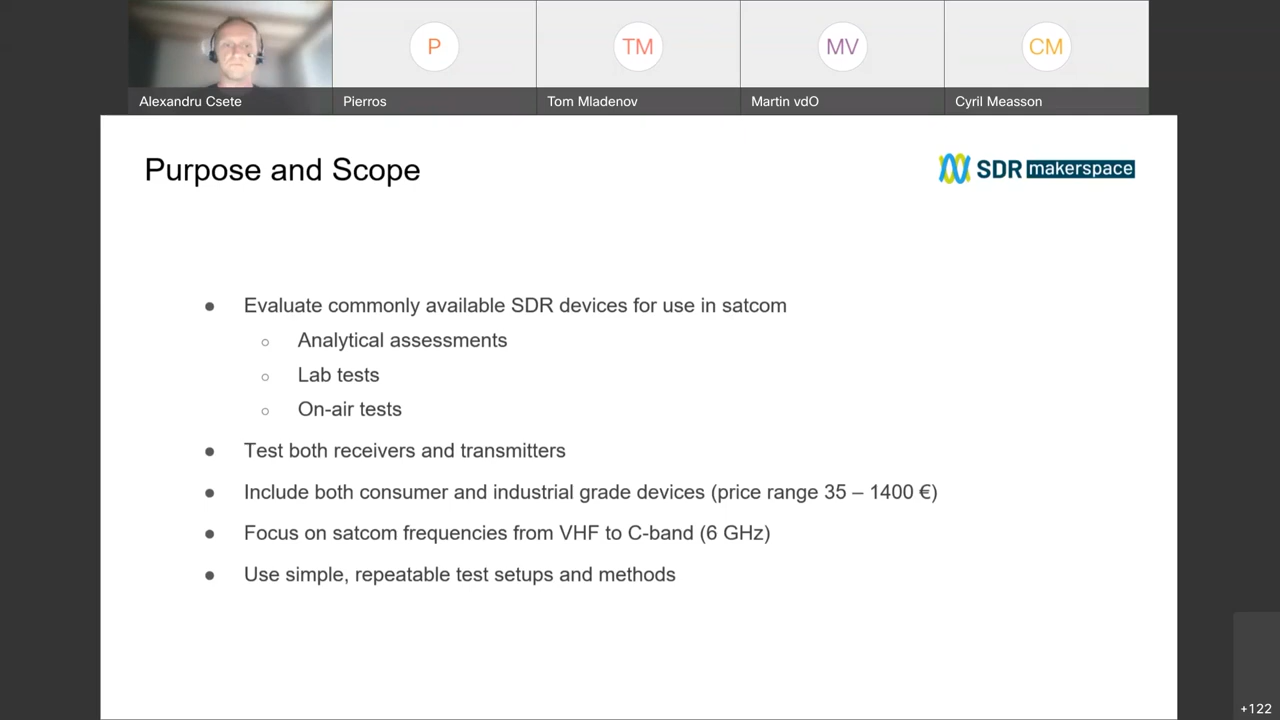 P
TM
MV
CM
Alexandru Csete
Pierros
Tom Mladenov
Martin vdO
Cyril Measson
Purpose and Scope
SDR makerspace
● Evaluate commonly available SDR devices for use in satcom
○ Analytical assessments
○ Lab tests
○ On-air tests
● Test both receivers and transmitters
● Include both consumer and industrial grade devices (price range 35 – 1400 €)
● Focus on satcom frequencies from VHF to C-band (6 GHz)
● Use simple, repeatable test setups and methods
+122